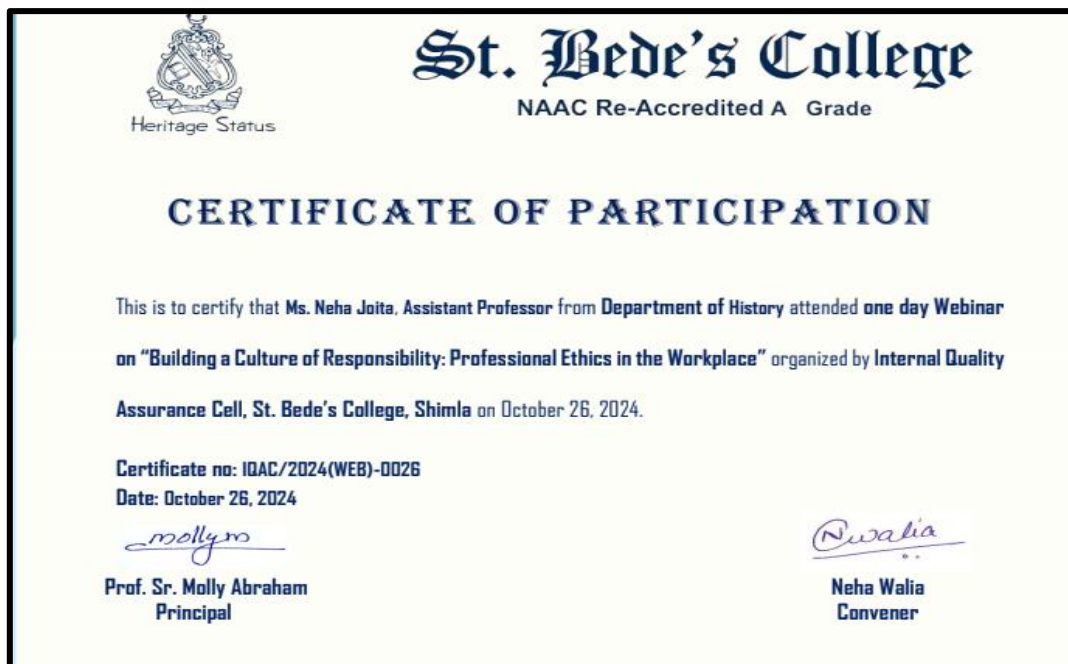 St. Bede's College
NAAC Re-Accredited A Grade
Heritage Status
CERTIFICATE OF PARTICIPATION
This is to certify that Ms. Neha Joita, Assistant Professor from Department of History attended one day Webinar
on “Building a Culture of Responsibility: Professional Ethics in the Workplace” organized by Internal Quality
Assurance Cell, St. Bede's College, Shimla on October 26, 2024.
Certificate no: IQAC/2024(WEB)-0026
Date: October 26, 2024
mollym
Nwalia
Prof. Sr. Molly Abraham
Neha Walia
Principal
Convener